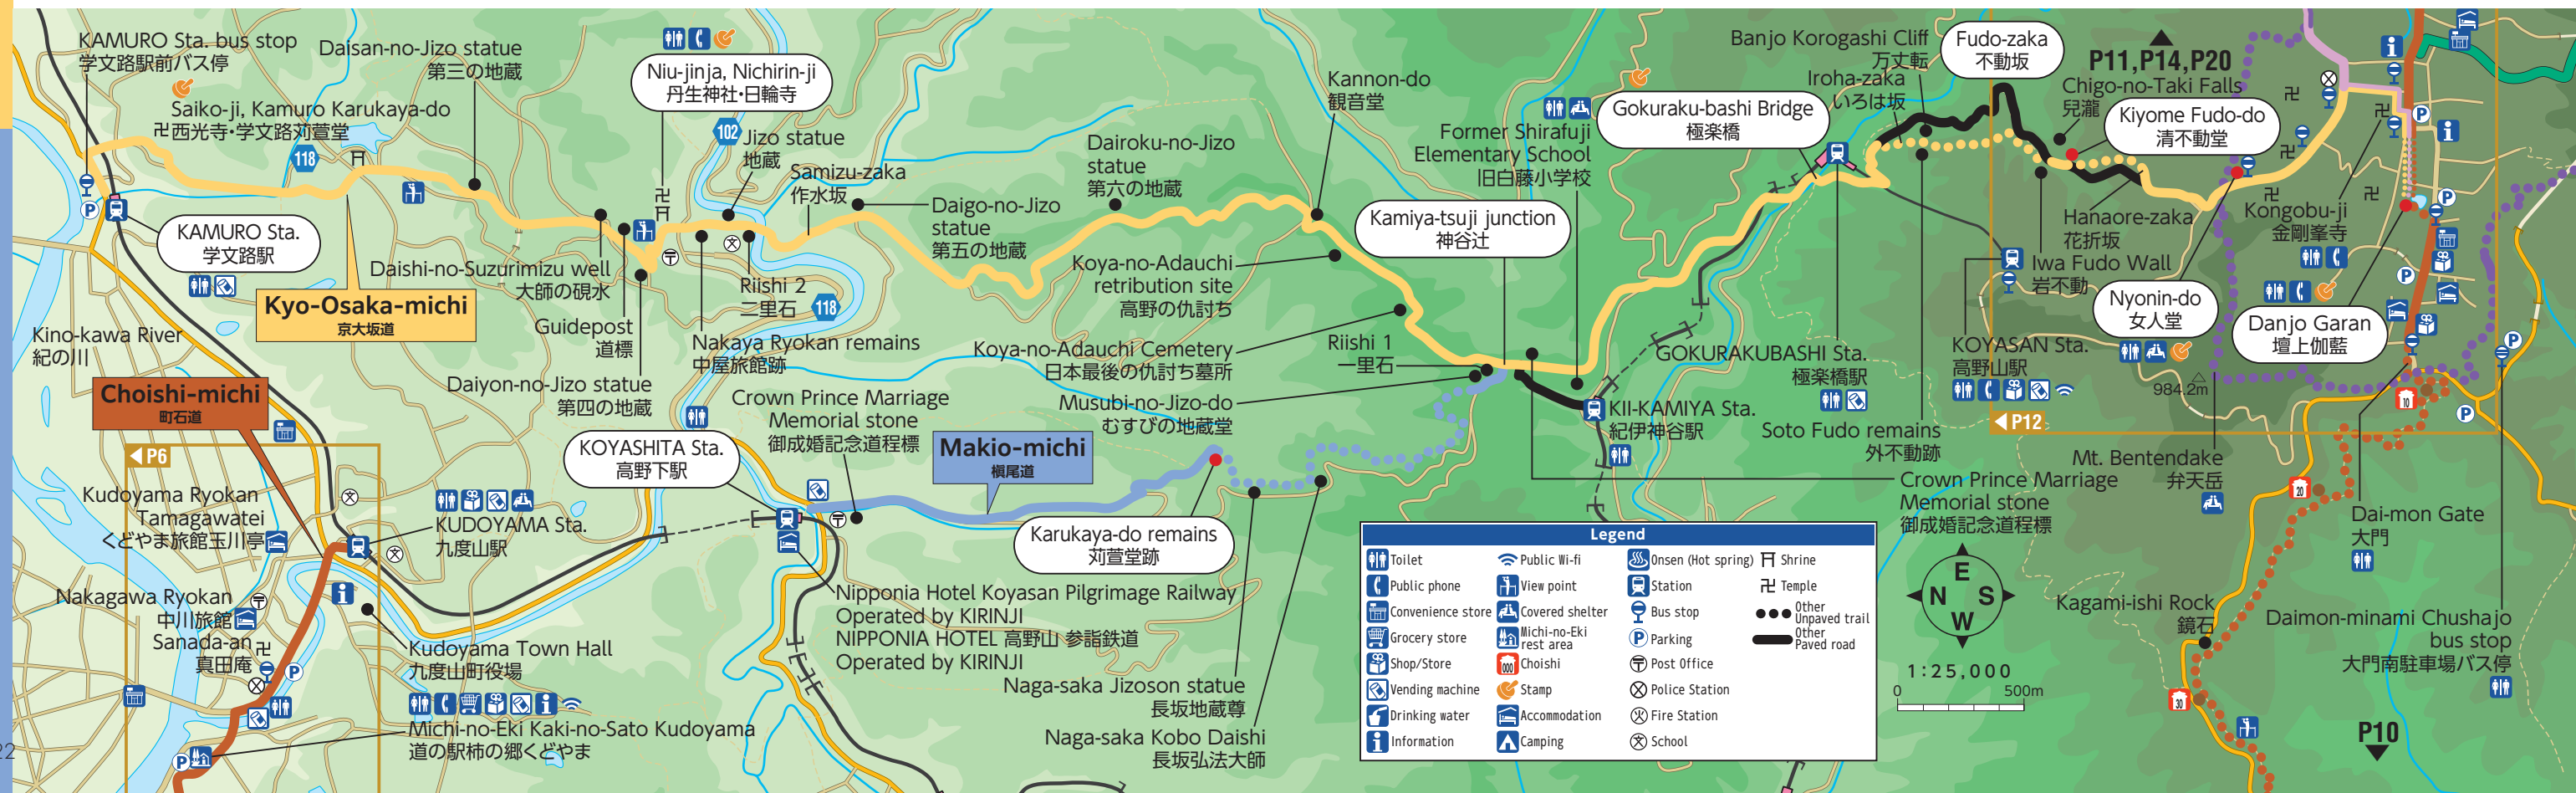 KAMURO Sta. bus stop
学文路駅前バス停
Daisan-no-Jizo statue
第三の地蔵
Saiko-ji, Kamuro Karukaya-do
卍西光寺・学文路苅萱堂
118
KAMURO Sta.
学文路駅
Kyo-Osaka-michi
京大坂道
Kino-kawa River
紀の川
Choishi-michi
町石道
P6
Kudoyama Ryokan
Tamagawatei
くどやま旅館玉川亭
Nakagawa Ryokan
中川旅館
Sanada-an
真田庵
KUDOYAMA Sta.
九度山駅
Kudoyama Town Hall
九度山町役場
Michi-no-Eki Kaki-no-Sato Kudoyama
道の駅柿の郷くどやま
22
Niu-jinja, Nichirin-ji
丹生神社・日輪寺
102
Jizo statue
地蔵
Samizu-zaka
作水坂
Daishi-no-Suzurimizu well
大師の硯水
Guidepost
道標
Daiyon-no-Jizo statue
第四の地蔵
Riishi 2
二里石
118
Nakaya Ryokan remains
中屋旅館跡
Daigo-no-Jizo
statue
第五の地蔵
Dairoku-no-Jizo
statue
第六の地蔵
Kannon-do
観音堂
Koya-no-Adauchi
retribution site
高野の仇討ち
Koya-no-Adauchi Cemetery
日本最後の仇討ち墓所
Musubi-no-Jizo-do
むすびの地蔵堂
Riishi 1
一里石
Crown Prince Marriage
Memorial stone
御成婚記念道程標
KOYASHITA Sta.
高野下駅
Makio-michi
槇尾道
Karukaya-do remains
苅萱堂跡
Nipponia Hotel Koyasan Pilgrimage Railway
Operated by KIRINJI
NIPPONIA HOTEL 高野山 参詣鉄道
Operated by KIRINJI
Naga-saka Jizoson statue
長坂地蔵尊
Naga-saka Kobo Daishi
長坂弘法大師
Kamiya-tsuji junction
神谷辻
Former Shirafuji
Elementary School
旧白藤小学校
Gokuraku-bashi Bridge
極楽橋
Banjo Korogashi Cliff
万丈転
Iroha-zaka
いろは坂
Fudo-zaka
不動坂
P11,P14,P20
Chigo-no-Taki Falls
兒瀧
Kiyome Fudo-do
清不動堂
KII-KAMIYA Sta.
紀伊神谷駅
GOKURAKUBASHI Sta.
極楽橋駅
Soto Fudo remains
外不動跡
Crown Prince Marriage
Memorial stone
御成婚記念道程標
Hanaore-zaka
花折坂
Iwa Fudo Wall
岩不動
KOYASAN Sta.
高野山駅
P12
Nyonin-do
女人堂
984.2m
Kongobu-ji
金剛峯寺
Danjo Garan
壇上伽藍
Mt. Bentendake
弁天岳
10
20
30
Dai-mon Gate
大門
Kagami-ishi Rock
鏡石
Daimon-minami Chushajo
bus stop
大門南駐車場バス停
P10
E
N S
W
1:25,000
0 500m
Legend
Toilet
Public phone
Convenience store
Grocery store
Shop/Store
Vending machine
Drinking water
Information
Public Wi-fi
View point
Covered shelter
Michi-no-Eki
rest area
000
Choishi
Stamp
Accommodation
Camping
Onsen (Hot spring)
Station
Bus stop
Parking
Post Office
Police Station
Fire Station
School
Shrine
Temple
Other
Unpaved trail
Other
Paved road